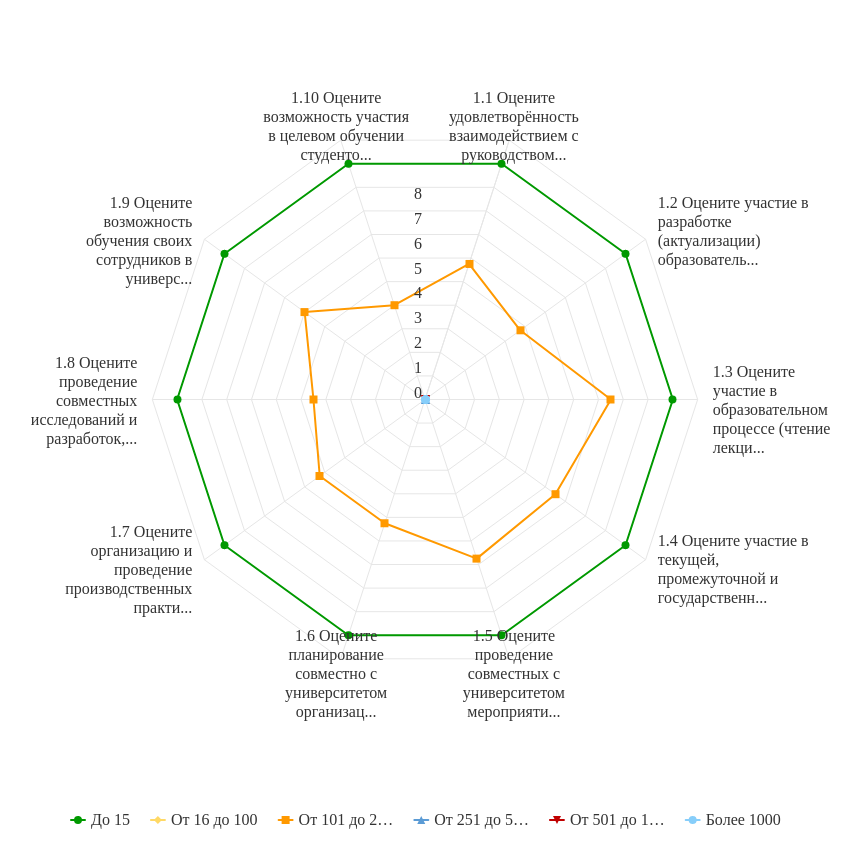 1.10 Оцените
возможность участия
в целевом обучении
студенто...
1.1 Оцените
удовлетворённость
взаимодействием с
руководством...
1.9 Оцените
возможность
обучения своих
сотрудников в
универс...
1.2 Оцените участие в
разработке
(актуализации)
образователь...
8
7
6
5
4
3
2
1
0
1.8 Оцените
проведение
совместных
исследований и
разработок,...
1.3 Оцените
участие в
образовательном
процессе (чтение
лекци...
1.7 Оцените
организацию и
проведение
производственных
практи...
1.4 Оцените участие в
текущей,
промежуточной и
государственн...
1.6 Оцените
планирование
совместно с
университетом
организац...
1.5 Оцените
проведение
совместных с
университетом
мероприяти...
До 15 От 16 до 100 От 101 до 2… От 251 до 5… От 501 до 1… Более 1000